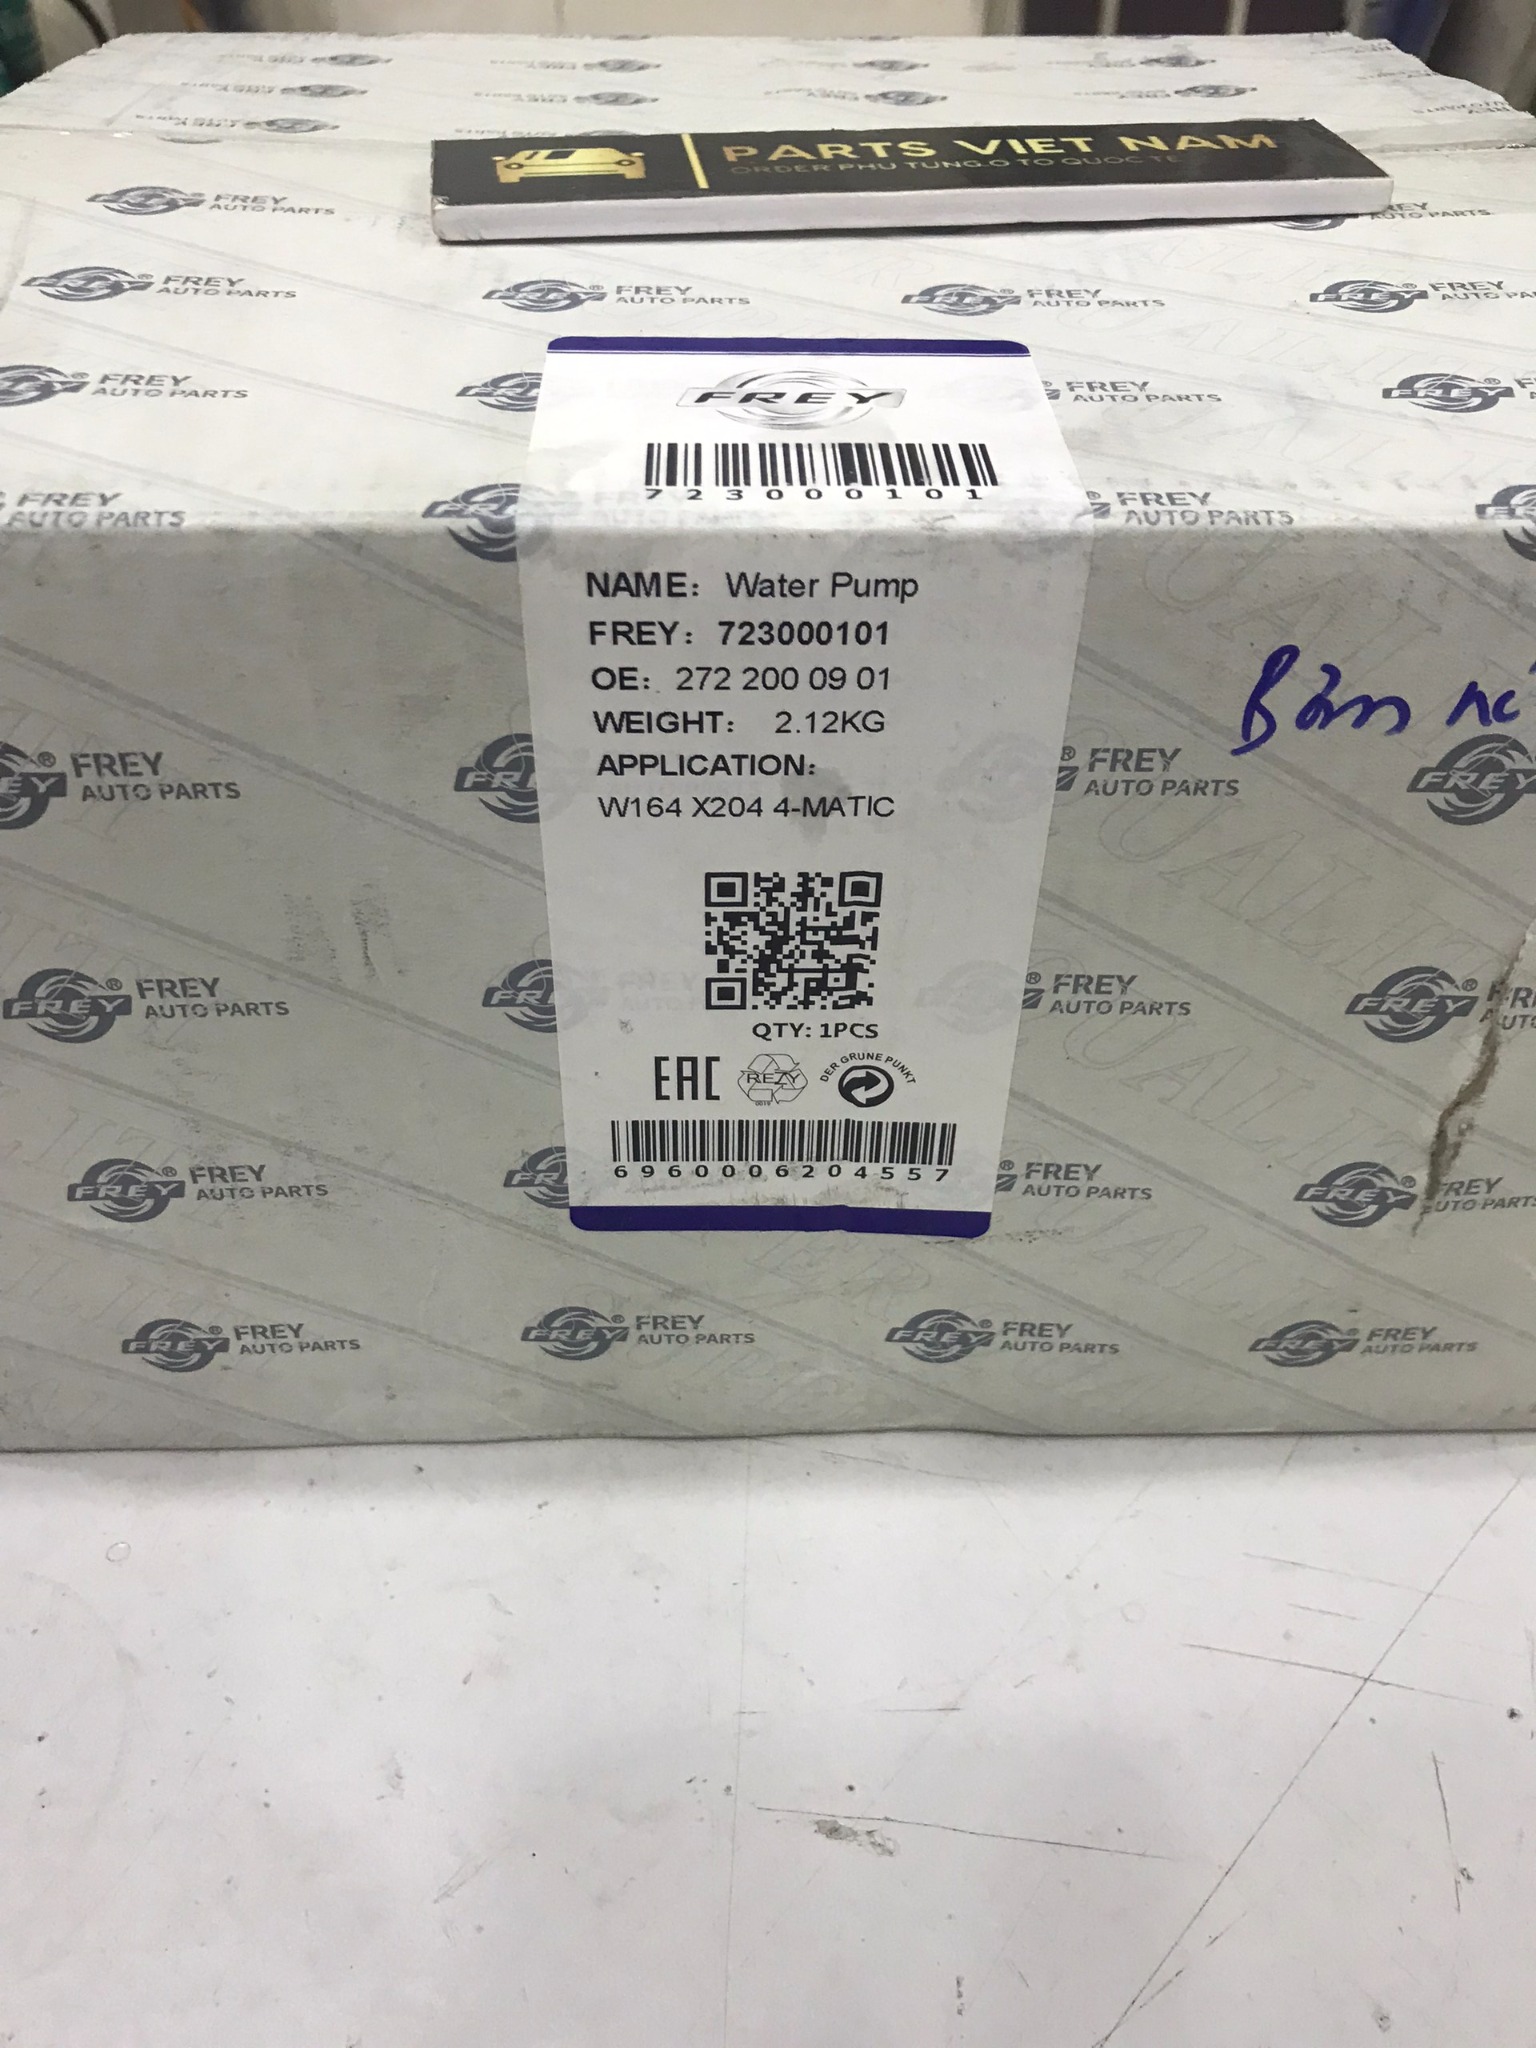 PARTS VIET NAM
ORDER PHU TUNG O TO QUOC TE
FREY
723000101
NAME: Water Pump
FREY: 723000101
OE: 272 200 09 01
WEIGHT: 2.12KG
APPLICATION:
W164 X204 4-MATIC
QTY: 1PCS
EAC
REZY
DER GRUNE PUNKT
6960006204557
Bơm
FREY
AUTO PARTS